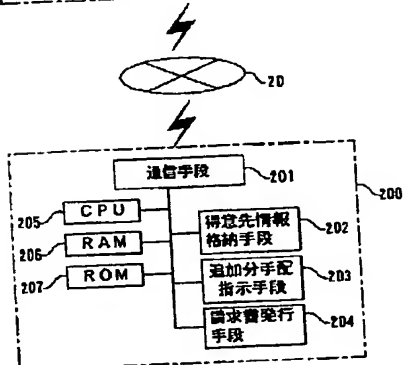 20
通信手段
201
200
205
CPU
得意先情報
格納手段
202
206
RAM
追加分手配
指示手段
203
207
ROM
請求書発行
手段
204